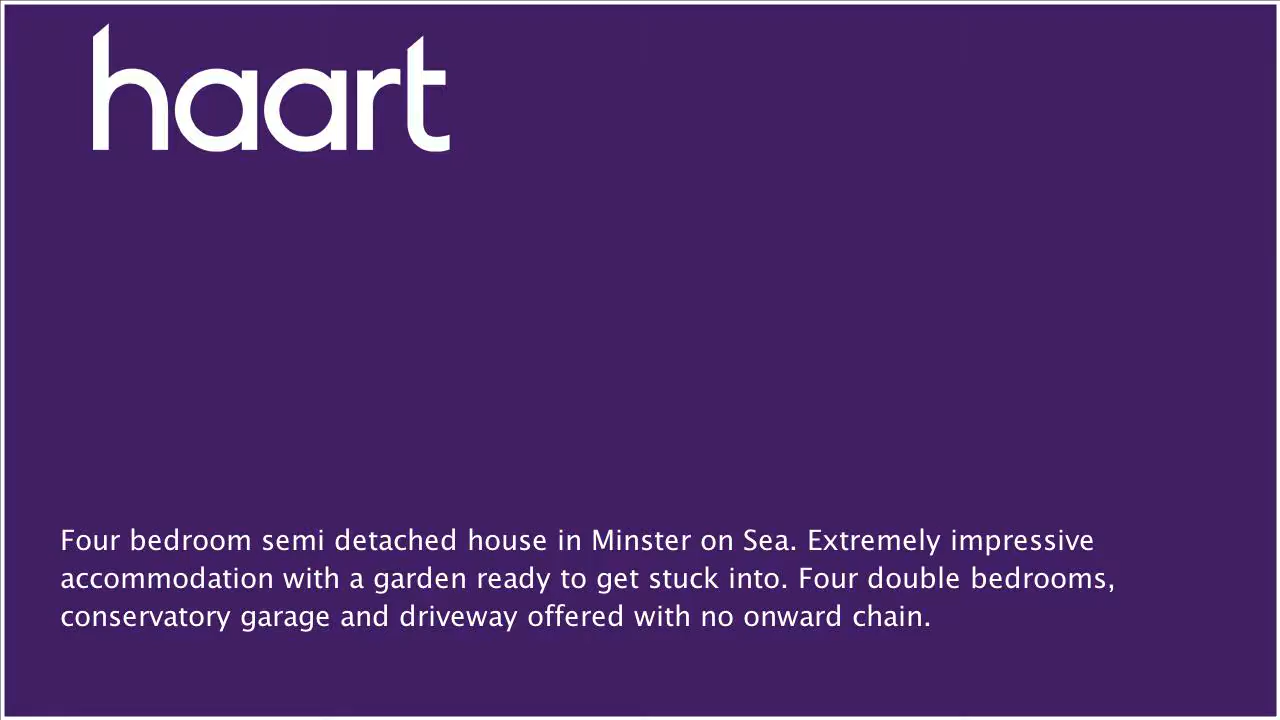 haart
Four bedroom semi detached house in Minster on Sea. Extremely impressive
accommodation with a garden ready to get stuck into. Four double bedrooms,
conservatory garage and driveway offered with no onward chain.